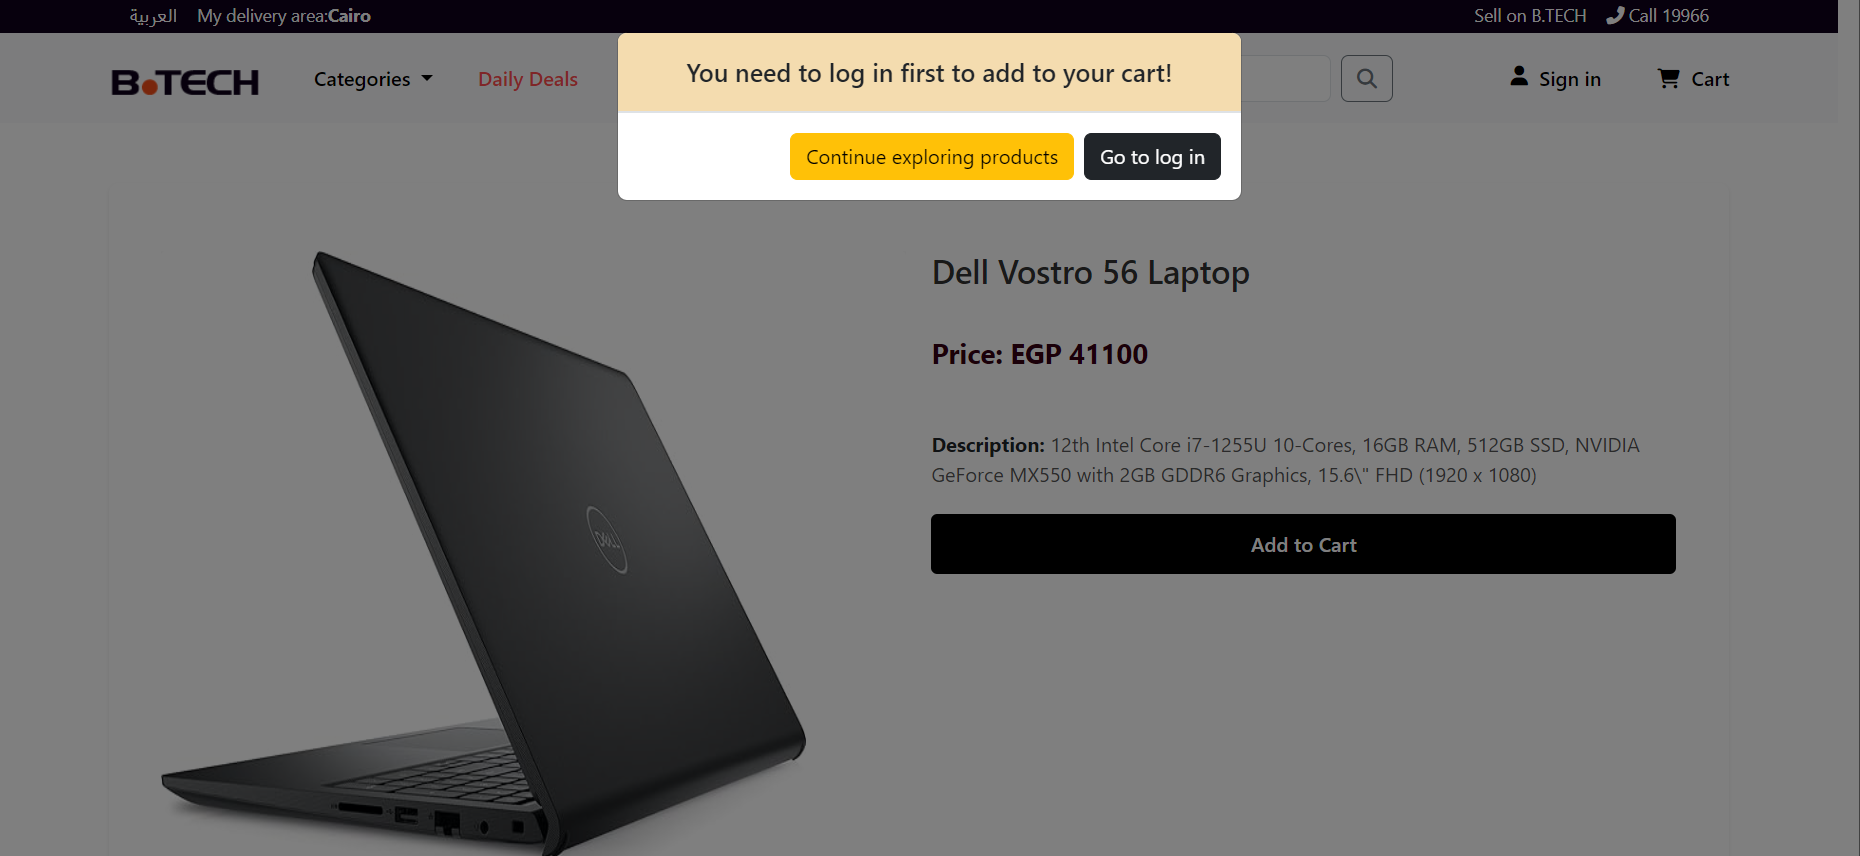 العربية My delivery area:Cairo Sell on B.TECH Call 19966
B.TECH Categories Daily Deals Sign in Cart
You need to log in first to add to your cart!
Continue exploring products Go to log in
Dell Vostro 56 Laptop
Price: EGP 41100
Description: 12th Intel Core i7-1255U 10-Cores, 16GB RAM, 512GB SSD, NVIDIA
GeForce MX550 with 2GB GDDR6 Graphics, 15.6\" FHD (1920 x 1080)
Add to Cart
DELL